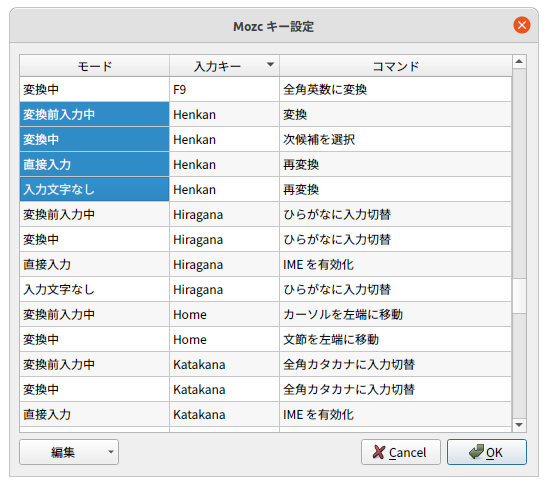 Mozc キー設定
モード 入力キー コマンド
変換中 F9 全角英数に変換
変換前入力中 Henkan 変換
変換中 Henkan 次候補を選択
直接入力 Henkan 再変換
入力文字なし Henkan 再変換
変換前入力中 Hiragana ひらがなに入力切替
変換中 Hiragana ひらがなに入力切替
直接入力 Hiragana IME を有効化
入力文字なし Hiragana ひらがなに入力切替
変換前入力中 Home カーソルを左端に移動
変換中 Home 文節を左端に移動
変換前入力中 Katakana 全角カタカナに入力切替
変換中 Katakana 全角カタカナに入力切替
直接入力 Katakana IME を有効化
編集 Cancel OK